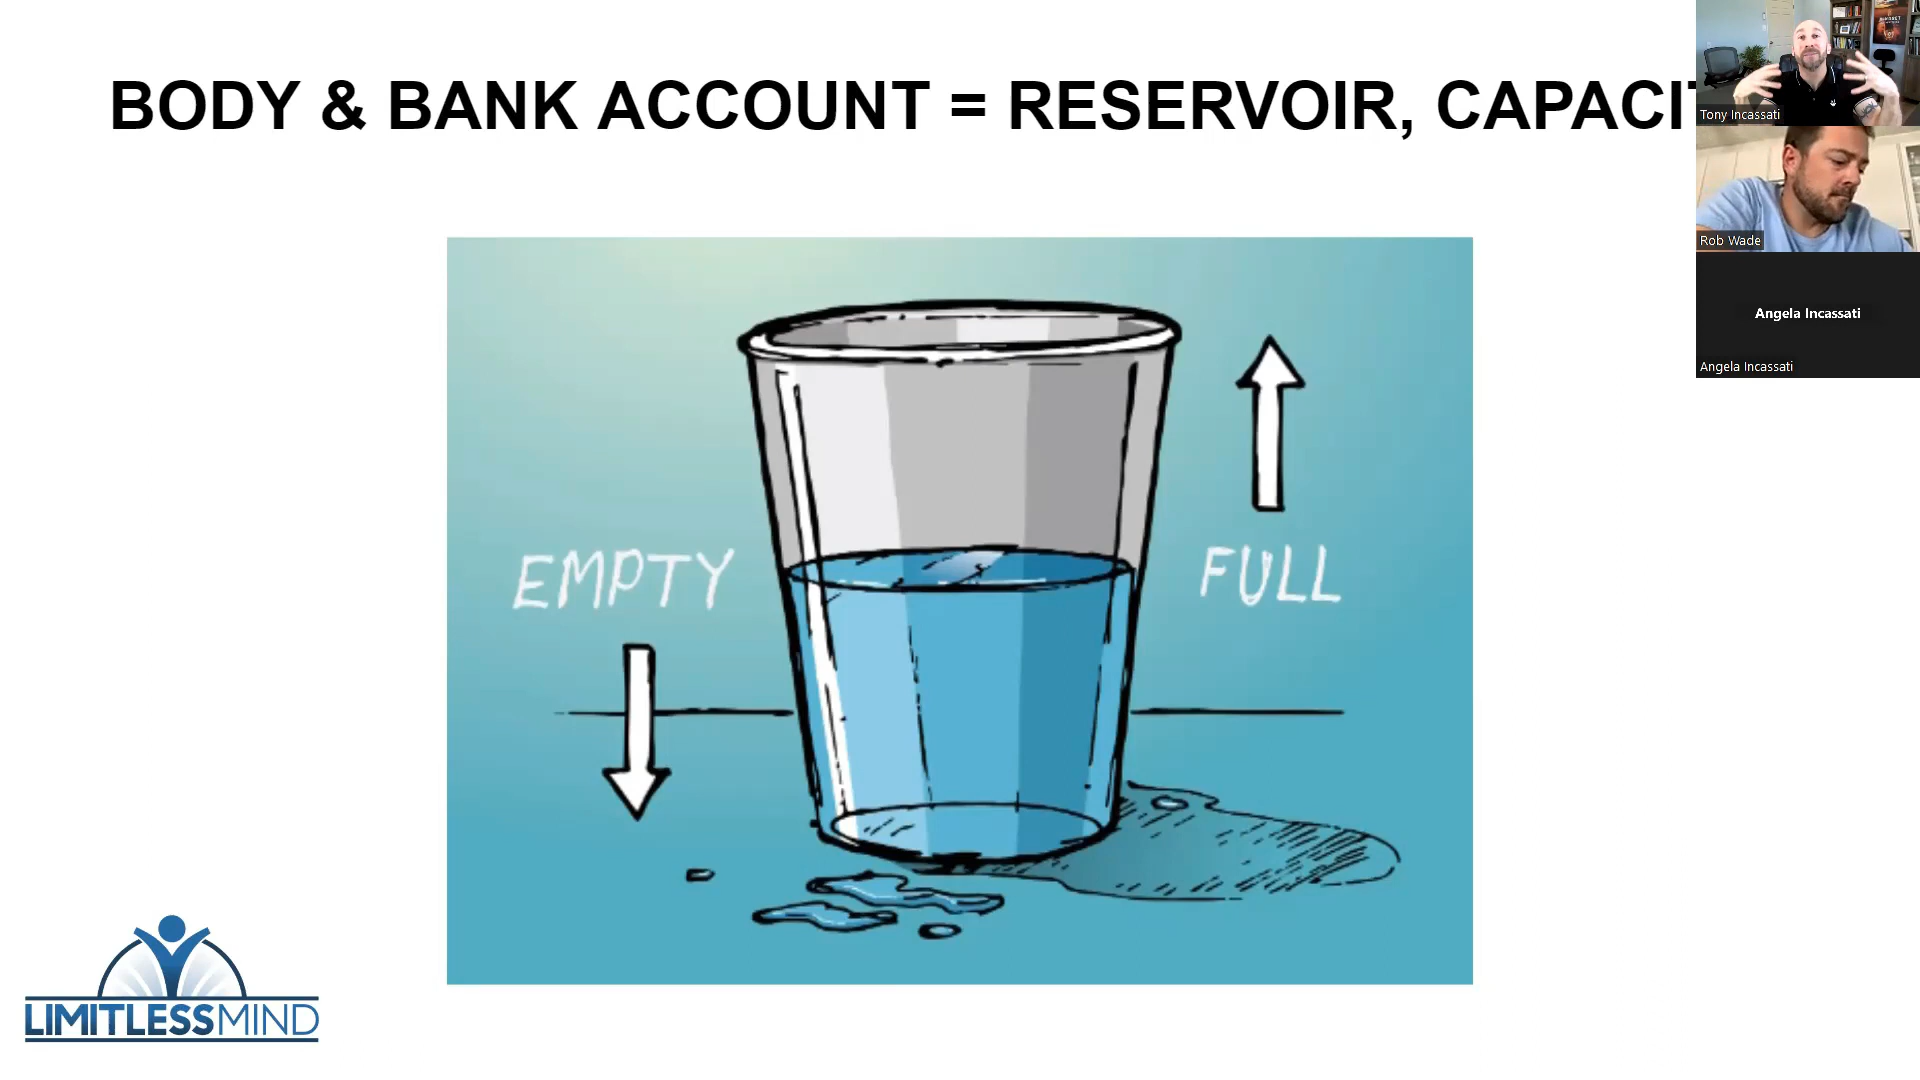 BODY & BANK ACCOUNT = RESERVOIR, CAPACIT
Tony Incassati
Rob Wade
Angela Incassati
Angela Incassati
EMPTY
FULL
LIMITLESSMIND